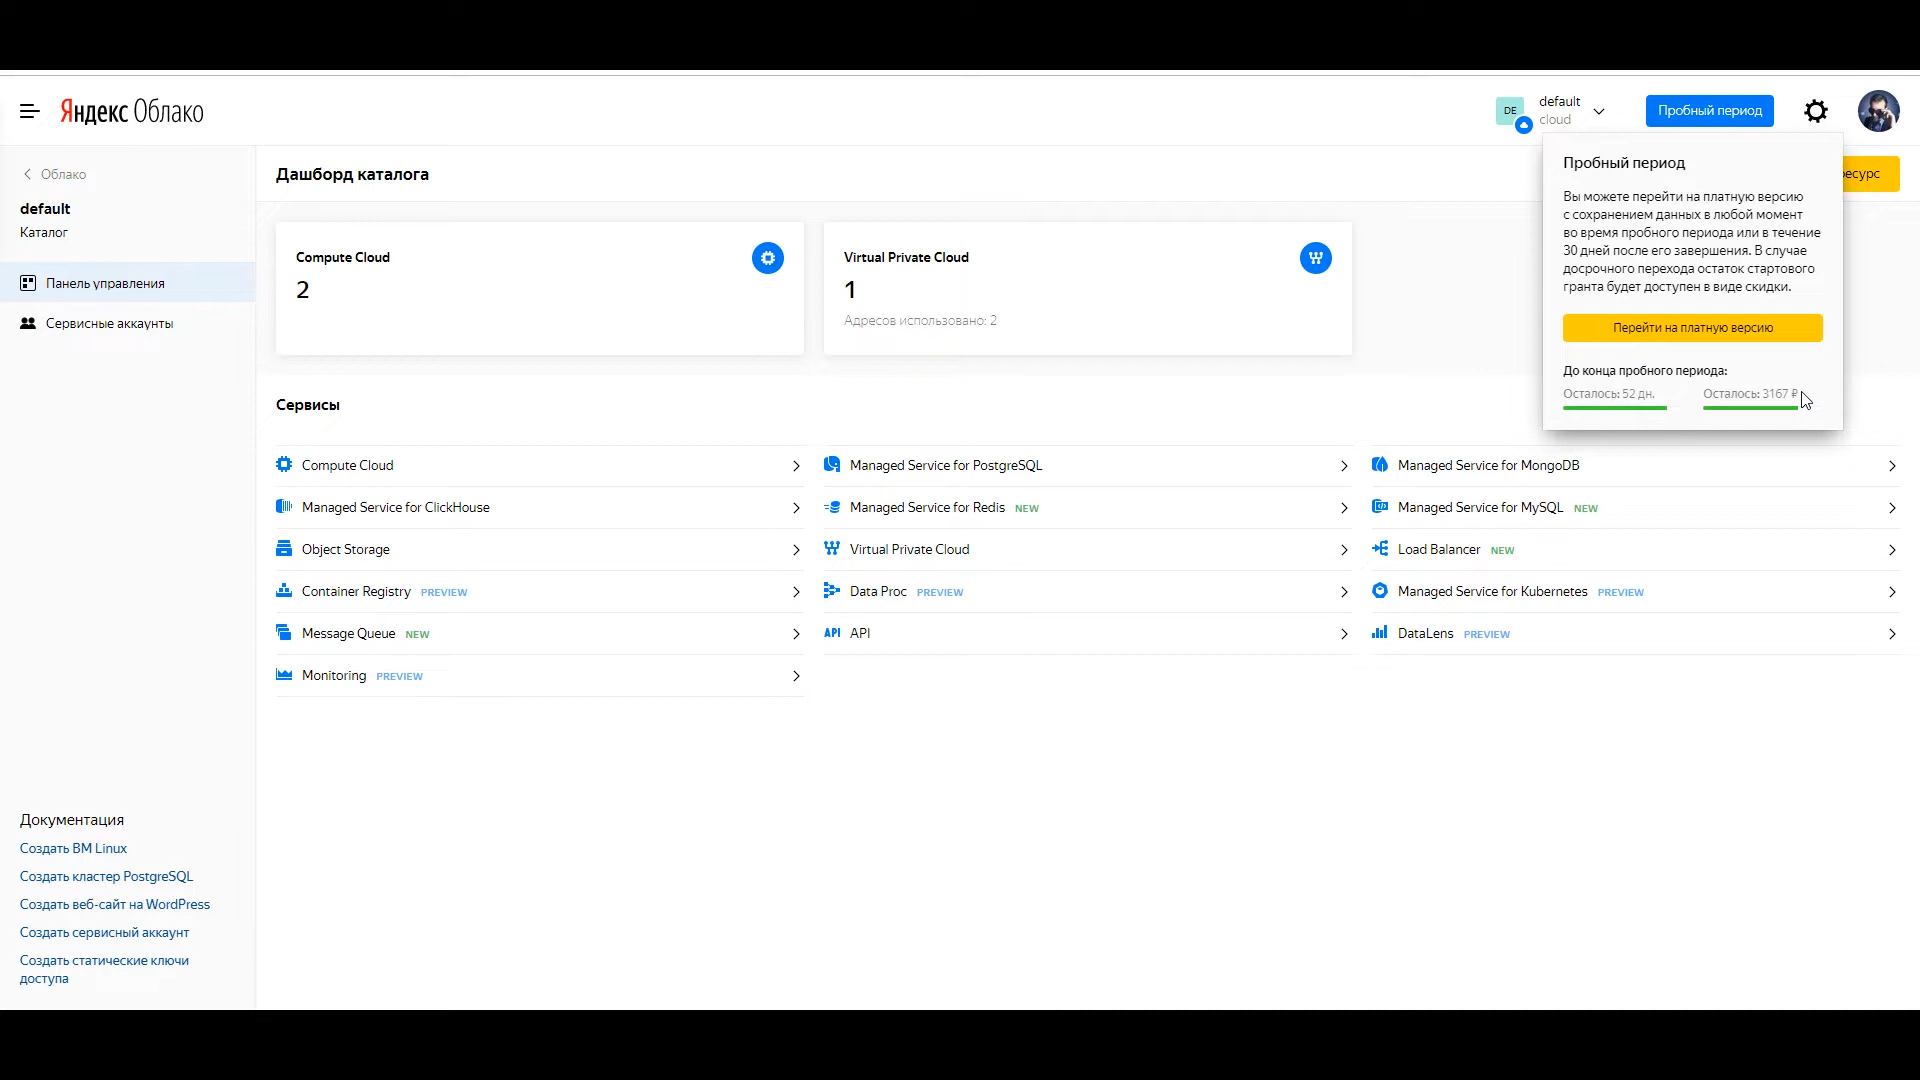 Яндекс Облако
DE
default
cloud
Пробный период
Облако
default
Каталог
Панель управления
Сервисные аккаунты
Дашборд каталога
ресурс
Compute Cloud
2
Virtual Private Cloud
1
Адресов использовано: 2
Пробный период
Вы можете перейти на платную версию
с сохранением данных в любой момент
во время пробного периода или в течение
30 дней после его завершения. В случае
досрочного перехода остаток стартового
гранта будет доступен в виде скидки.
Перейти на платную версию
До конца пробного периода:
Осталось: 52 дн.
Осталось: 3167 ₽
Сервисы
Compute Cloud
Managed Service for PostgreSQL
Managed Service for MongoDB
Managed Service for ClickHouse
Managed Service for Redis NEW
Managed Service for MySQL NEW
Object Storage
Virtual Private Cloud
Load Balancer NEW
Container Registry PREVIEW
Data Proc PREVIEW
Managed Service for Kubernetes PREVIEW
Message Queue NEW
API API
DataLens PREVIEW
Monitoring PREVIEW
Документация
Создать ВМ Linux
Создать кластер PostgreSQL
Создать веб-сайт на WordPress
Создать сервисный аккаунт
Создать статические ключи
доступа